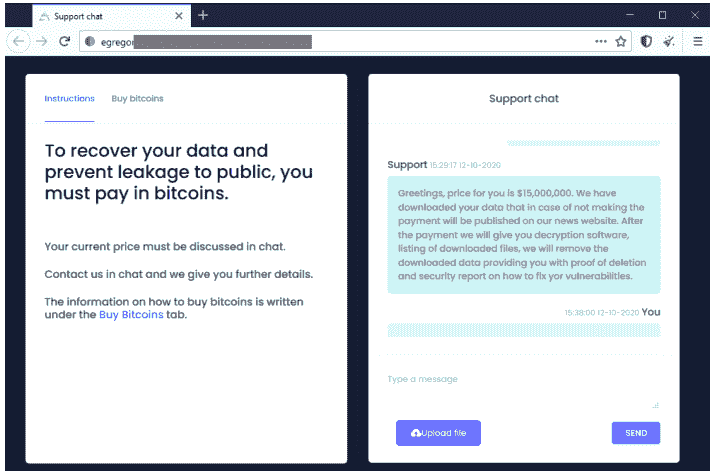 Support chat
egregor
Instructions
Buy bitcoins
To recover your data and
prevent leakage to public, you
must pay in bitcoins.
Your current price must be discussed in chat.
Contact us in chat and we give you further details.
The information on how to buy bitcoins is written
under the Buy Bitcoins tab.
Support chat
Support 15:29:17 12-10-2020
Greetings, price for you is $15,000,000. We have
downloaded your data that in case of not making the
payment will be published on our news website. After
the payment we will give you decryption software,
listing of downloaded files, we will remove the
downloaded data providing you with proof of deletion
and security report on how to fix yor vulnerabilities.
15:38:00 12-10-2020 You
Type a message
Upload file
SEND